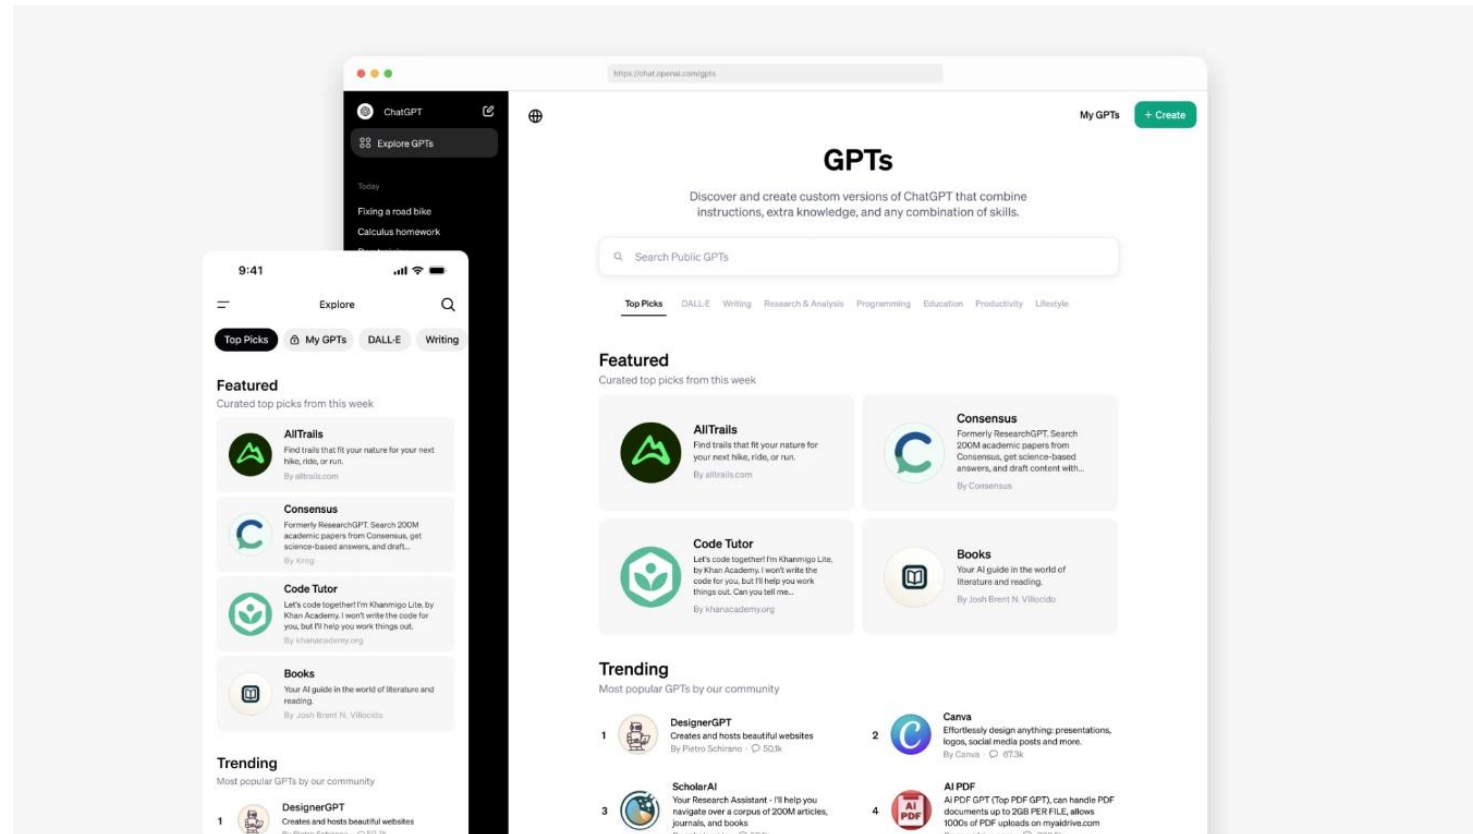 https://chat.openai.com/gpts
ChatGPT
Explore GPTs
Today
Fixing a road bike
Calculus homework
My GPTs
+ Create
GPTs
Discover and create custom versions of ChatGPT that combine
instructions, extra knowledge, and any combination of skills.
Search Public GPTs
Top Picks DALL·E Writing Research & Analysis Programming Education Productivity Lifestyle
Featured
Curated top picks from this week
AllTrails
Find trails that fit your nature for
your next hike, ride, or run.
By alltrails.com
Consensus
Formerly ResearchGPT. Search
200M academic papers from
Consensus, get science-based
answers, and draft content with...
By Consensus
Code Tutor
Let's code together! I'm Khanmigo Lite,
by Khan Academy. I won't write the
code for you, but I'll help you work
things out. Can you tell me...
By khanacademy.org
Books
Your AI guide in the world of
literature and reading.
By Josh Brent N. Villocido
Trending
Most popular GPTs by our community
1
DesignerGPT
Creates and hosts beautiful websites
By Pietro Schirano · 50.1k
2
Canva
Effortlessly design anything: presentations,
logos, social media posts and more.
By Canva · 67.3k
3
ScholarAI
Your Research Assistant - I'll help you
navigate over a corpus of 200M articles,
journals, and books
4
AI PDF
AI PDF
Ai PDF GPT (Top PDF GPT), can handle PDF
documents up to 2GB PER FILE, allows
1000s of PDF uploads on myaidrive.com
9:41
Explore
Top Picks My GPTs DALL·E Writing
Featured
Curated top picks from this week
AllTrails
Find trails that fit your nature for your next
hike, ride, or run.
By alltrails.com
Consensus
Formerly ResearchGPT. Search 200M
academic papers from Consensus, get
science-based answers, and draft...
By Krög
Code Tutor
Let's code together! I'm Khanmigo Lite, by
Khan Academy. I won't write the code for
you, but I'll help you work things out.
By khanacademy.org
Books
Your AI guide in the world of literature and
reading.
By Josh Brent N. Villocido
Trending
Most popular GPTs by our community
1
DesignerGPT
Creates and hosts beautiful websites